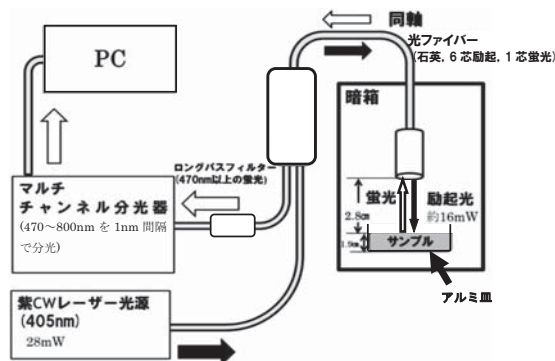 同軸
光ファイバー
(石英, 6 芯励起, 1 芯蛍光)
PC
暗箱
ロングパスフィルター
(470nm以上の蛍光)
マルチ
チャンネル分光器
(470～800nm を 1nm 間隔
で分光)
蛍光
2.8㎝
励起光
約16mW
サンプル
1.9㎝
アルミ皿
紫CWレーザー光源
(405nm)
28mW